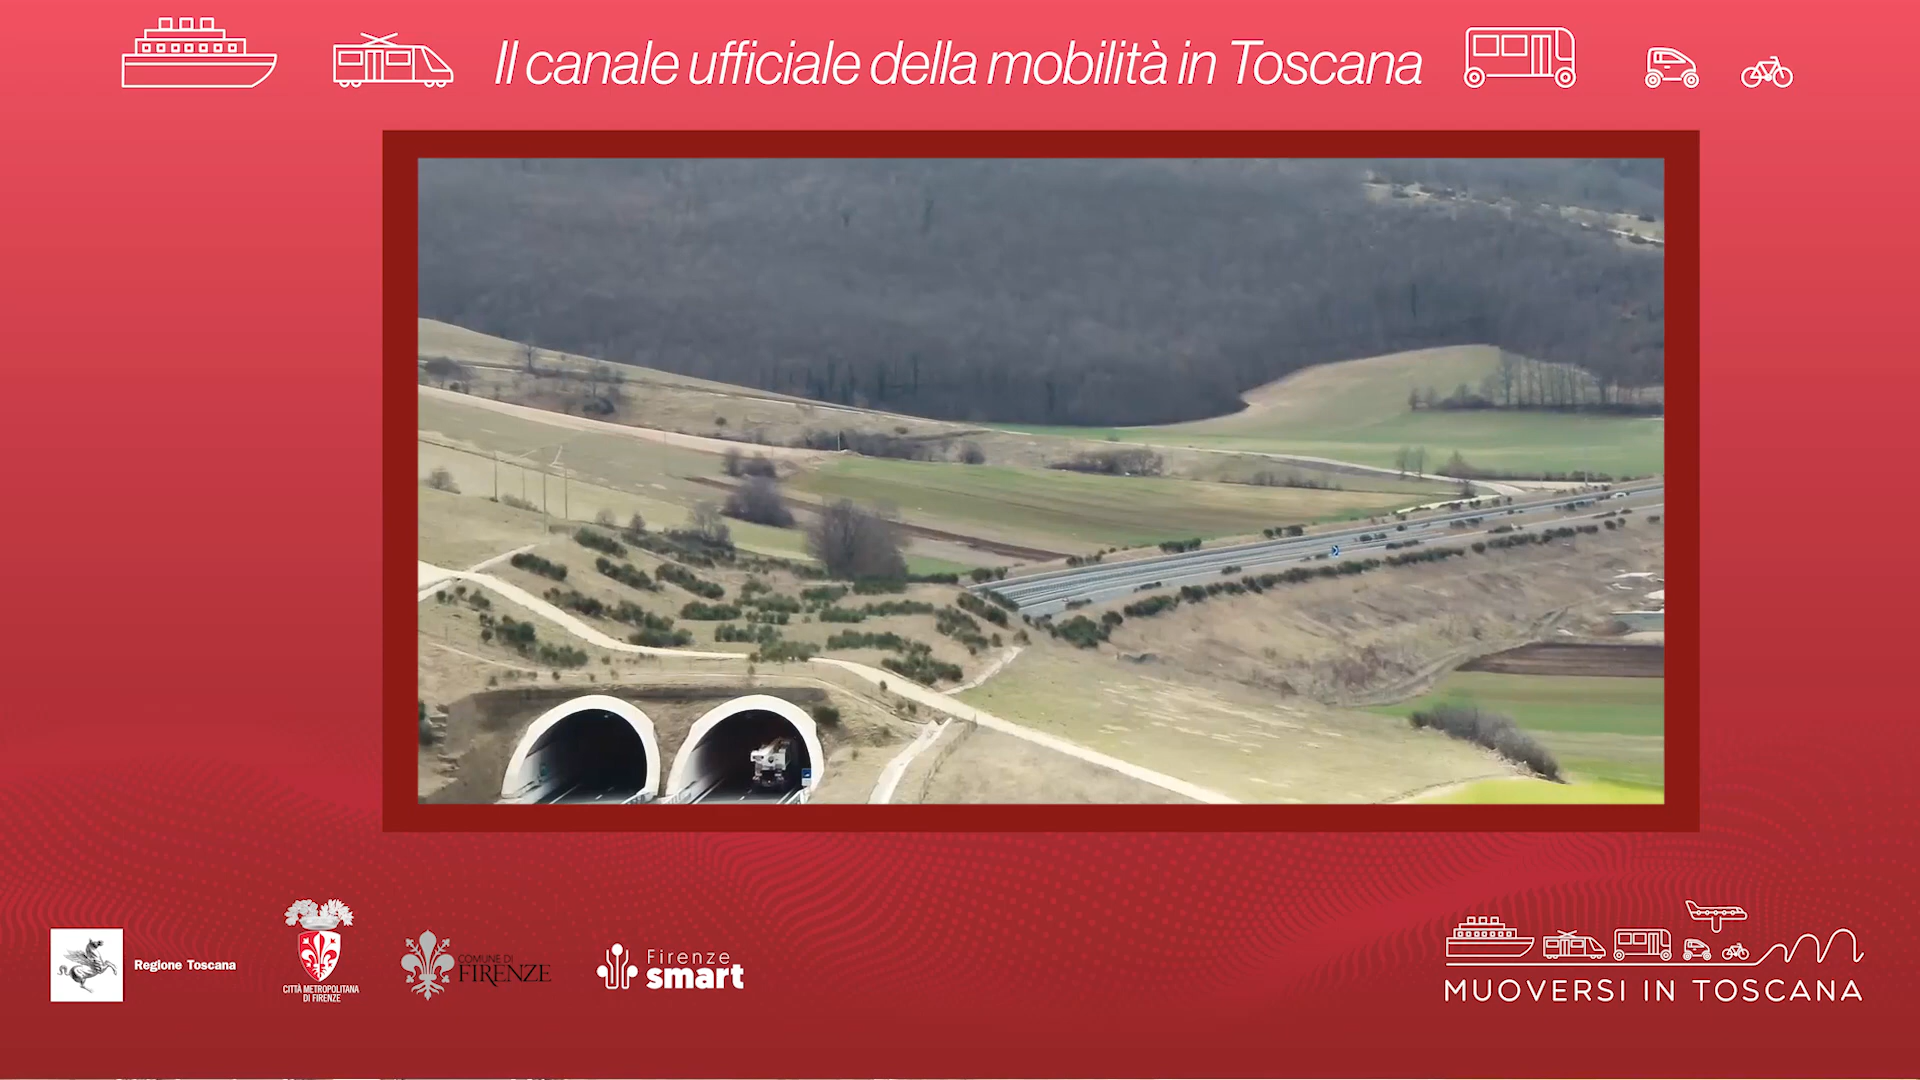 Il canale ufficiale della mobilità in Toscana
Regione Toscana
CITTÀ METROPOLITANA
DI FIRENZE
COMUNE DI
FIRENZE
Firenze
smart
MUOVERSI IN TOSCANA